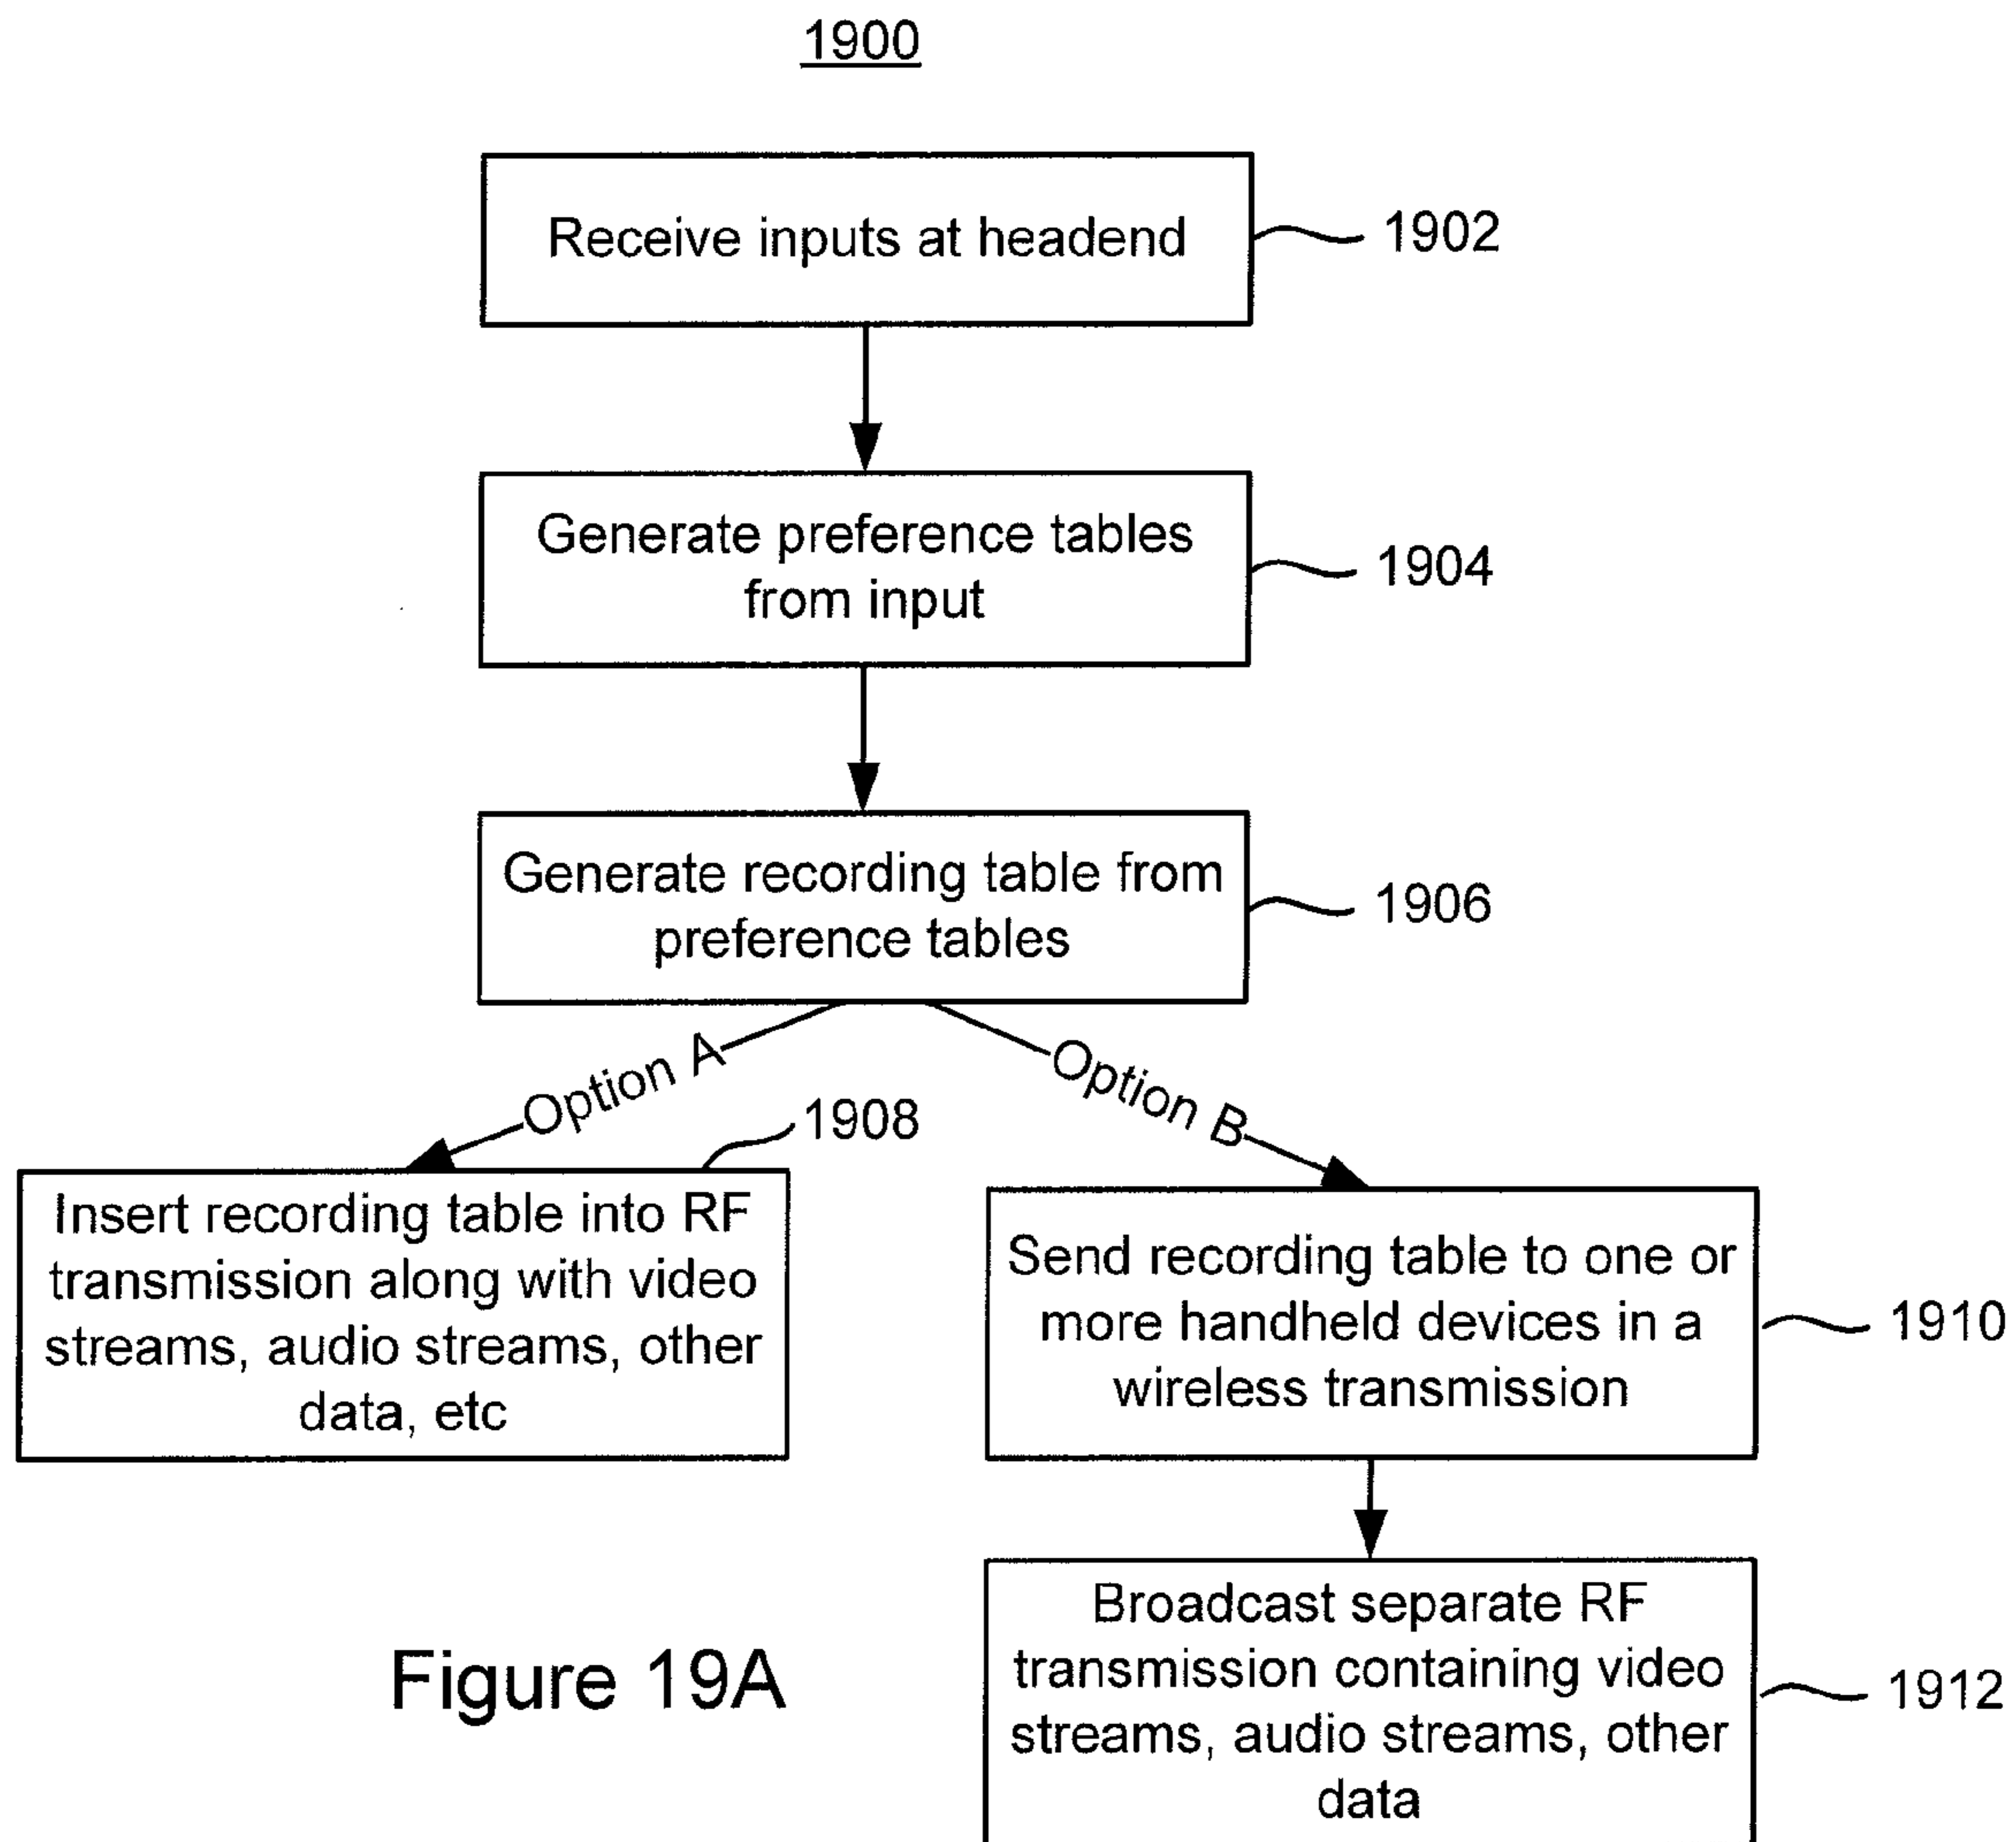 1900
Receive inputs at headend
1902
Generate preference tables
from input
1904
Generate recording table from
preference tables
1906
Option A
Option B
1908
Insert recording table into RF
transmission along with video
streams, audio streams, other
data, etc
Send recording table to one or
more handheld devices in a
wireless transmission
1910
Broadcast separate RF
transmission containing video
streams, audio streams, other
data
1912
Figure 19A